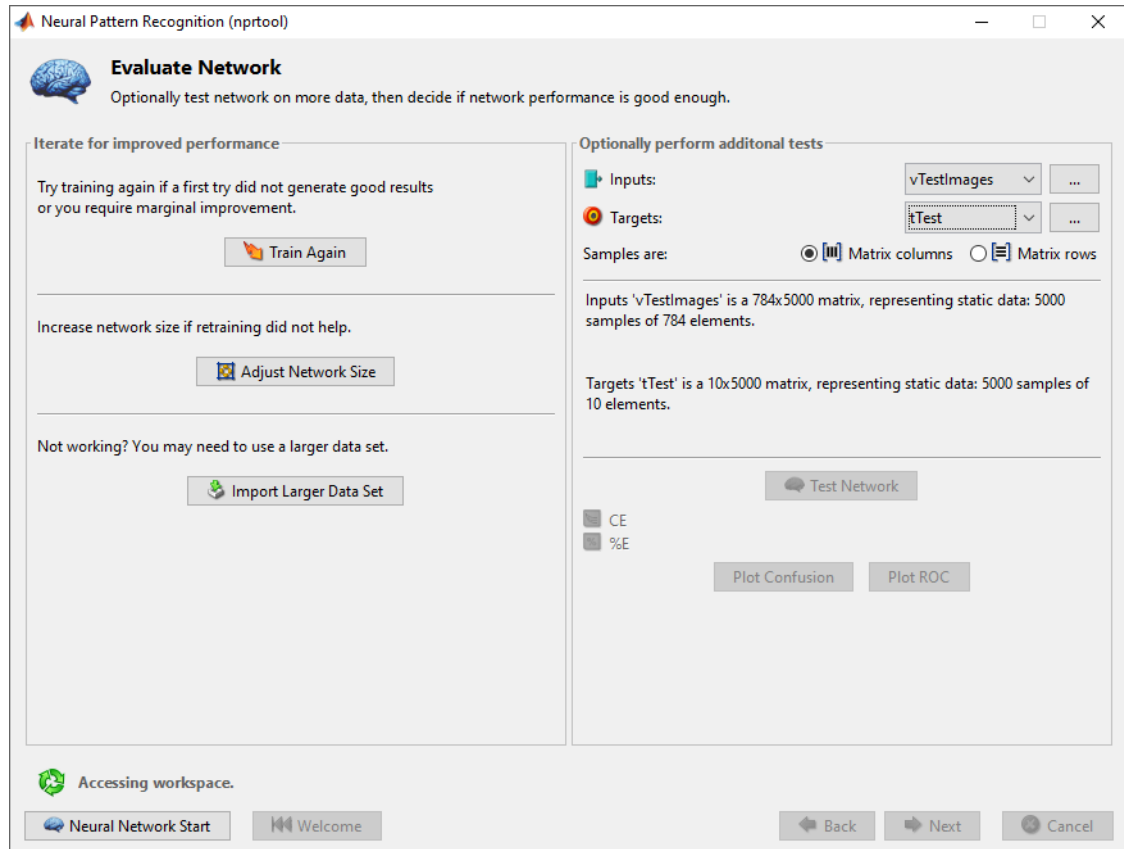 Neural Pattern Recognition (nprtool)
Evaluate Network
Optionally test network on more data, then decide if network performance is good enough.
Iterate for improved performance
Try training again if a first try did not generate good results
or you require marginal improvement.
Train Again
Increase network size if retraining did not help.
Adjust Network Size
Not working? You may need to use a larger data set.
Import Larger Data Set
Optionally perform additonal tests
Inputs: vTestImages ...
Targets: tTest ...
Samples are: Matrix columns Matrix rows
Inputs 'vTestImages' is a 784x5000 matrix, representing static data: 5000
samples of 784 elements.
Targets 'tTest' is a 10x5000 matrix, representing static data: 5000 samples of
10 elements.
Test Network
CE
%E
Plot Confusion Plot ROC
Accessing workspace.
Neural Network Start Welcome Back Next Cancel